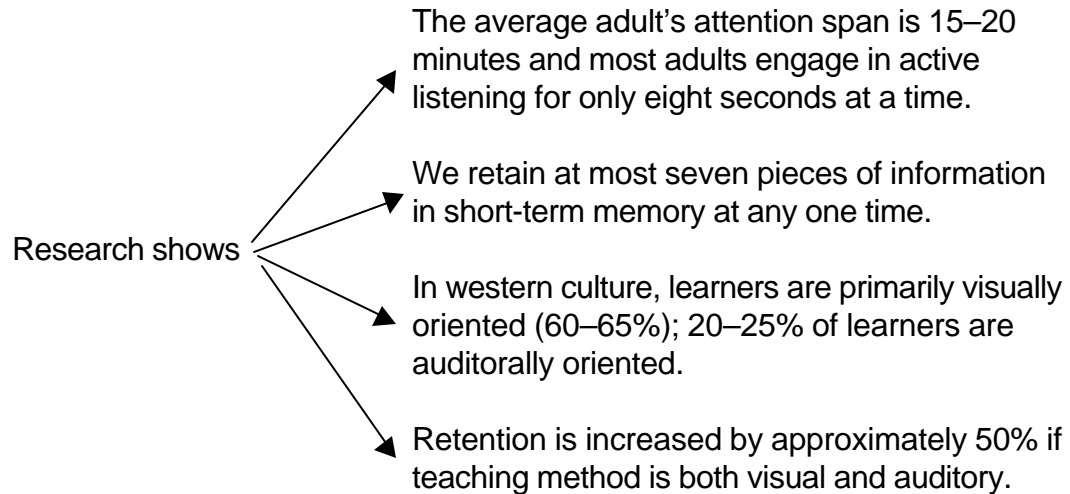 The average adult’s attention span is 15–20
minutes and most adults engage in active
listening for only eight seconds at a time.
We retain at most seven pieces of information
in short-term memory at any one time.
Research shows
In western culture, learners are primarily visually
oriented (60–65%); 20–25% of learners are
auditorally oriented.
Retention is increased by approximately 50% if
teaching method is both visual and auditory.